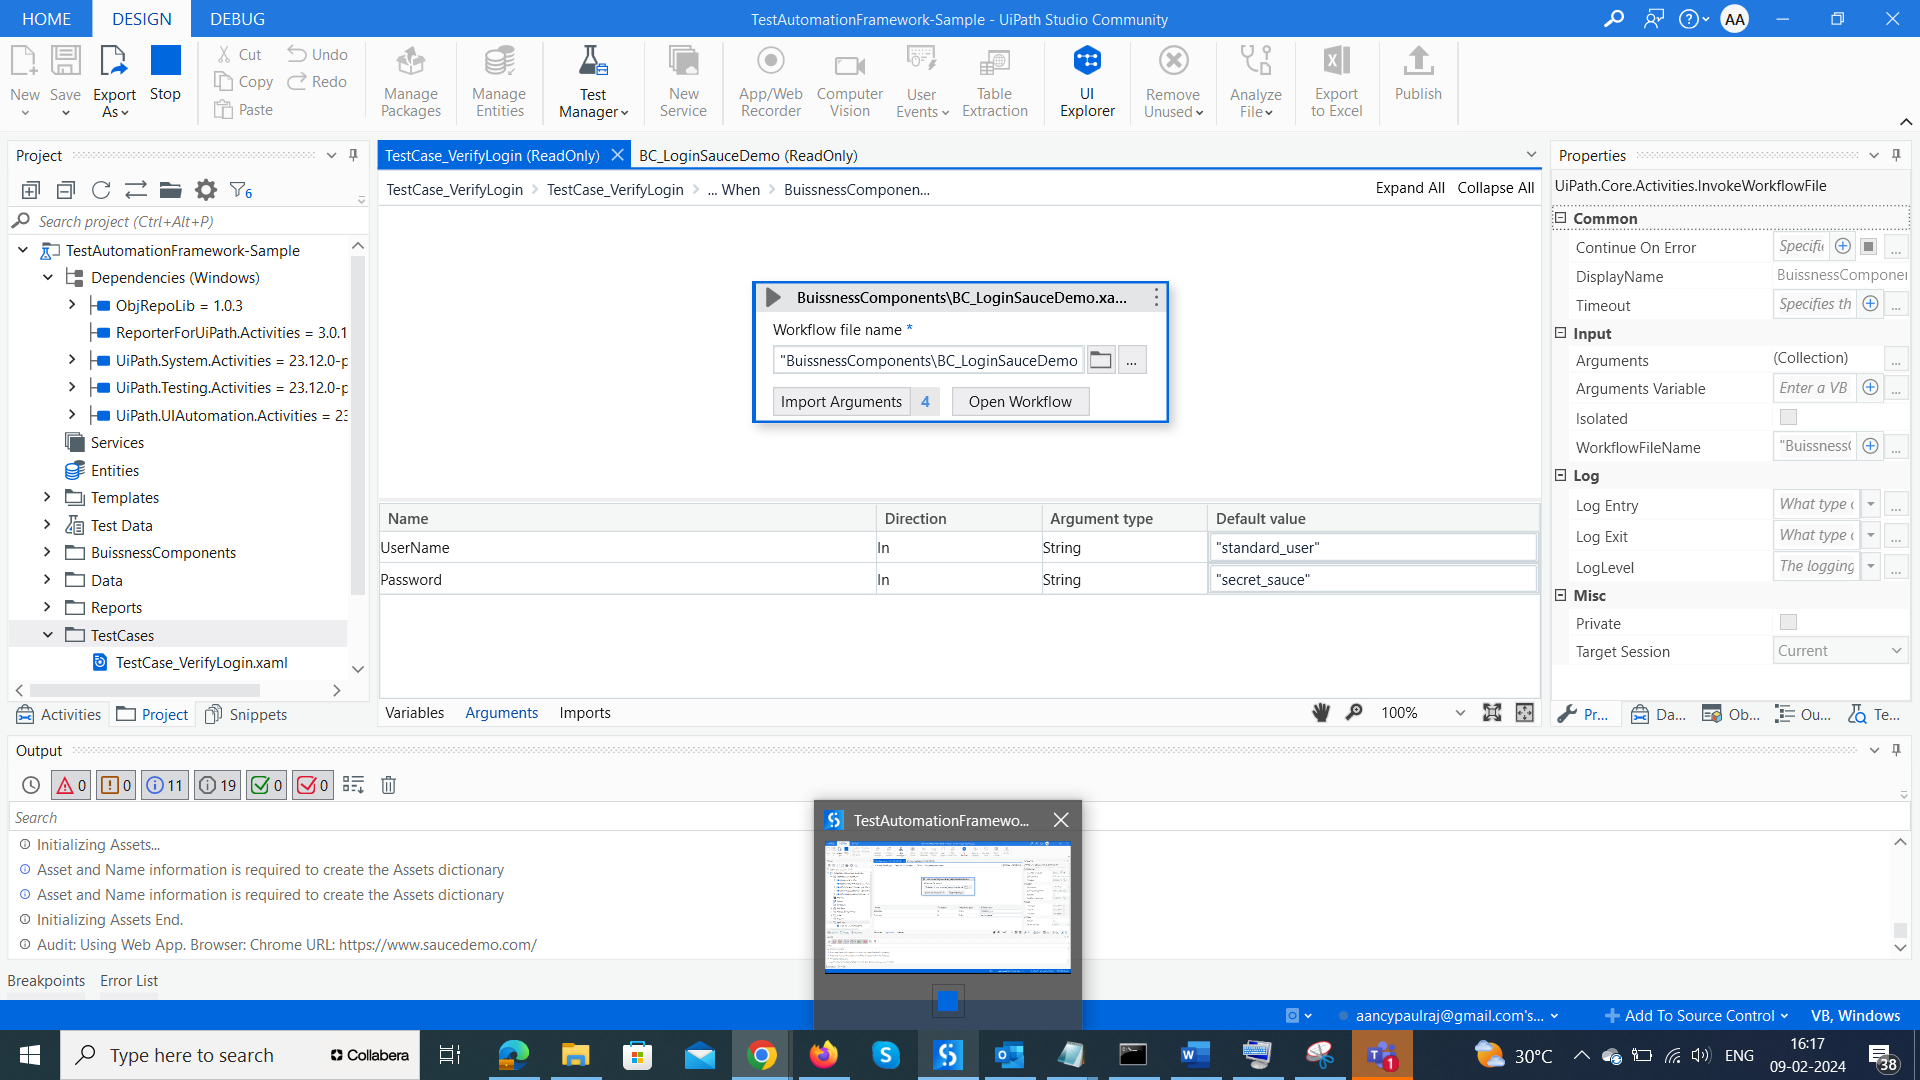 HOME
DESIGN
DEBUG
TestAutomationFramework-Sample - UiPath Studio Community
AA
New
Save
Export As
Stop
Cut
Copy
Paste
Undo
Redo
Manage Packages
Manage Entities
Test Manager
New Service
App/Web Recorder
Computer Vision
User Events
Table Extraction
UI Explorer
Remove Unused
Analyze File
Export to Excel
Publish
Project
6
Search project (Ctrl+Alt+P)
TestAutomationFramework-Sample
Dependencies (Windows)
ObjRepoLib = 1.0.3
ReporterForUiPath.Activities = 3.0.1
UiPath.System.Activities = 23.12.0-p
UiPath.Testing.Activities = 23.12.0-p
UiPath.UIAutomation.Activities = 23
Services
Entities
Templates
Test Data
BuissnessComponents
Data
Reports
TestCases
TestCase_VerifyLogin.xaml
Activities
Project
Snippets
TestCase_VerifyLogin (ReadOnly)
BC_LoginSauceDemo (ReadOnly)
TestCase_VerifyLogin
TestCase_VerifyLogin
... When
BuissnessComponen...
Expand All
Collapse All
BuissnessComponents\BC_LoginSauceDemo.xa...
Workflow file name *
"BuissnessComponents\BC_LoginSauceDemo
...
Import Arguments 4
Open Workflow
Name Direction Argument type Default value
UserName In String "standard_user"
Password In String "secret_sauce"
Variables
Arguments
Imports
100%
Properties
UiPath.Core.Activities.InvokeWorkflowFile
Common
Continue On Error Specifi ...
DisplayName BuissnessComponen
Timeout Specifies th ...
Input
Arguments (Collection) ...
Arguments Variable Enter a VB ...
Isolated
WorkflowFileName "Buissness ...
Log
Log Entry What type ...
Log Exit What type ...
LogLevel The logging ...
Misc
Private
Target Session Current
Pr...
Da...
Ob...
Ou...
Te...
Output
0
0
11
19
0
0
Search
Initializing Assets...
Asset and Name information is required to create the Assets dictionary
Asset and Name information is required to create the Assets dictionary
Initializing Assets End.
Audit: Using Web App. Browser: Chrome URL: https://www.saucedemo.com/
Breakpoints
Error List
TestAutomationFramewo...
aancypaulraj@gmail.com's...
Add To Source Control
VB, Windows
Type here to search
Collabera
1
30°C
ENG
16:17
09-02-2024
38